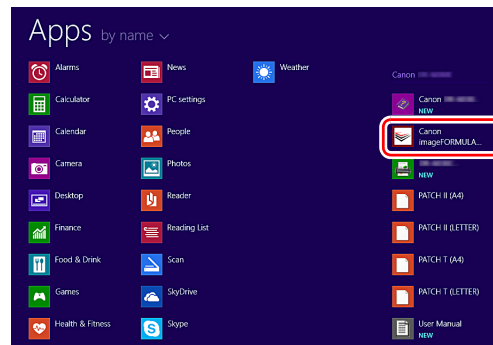 Apps by name
Alarms
Calculator
Calendar
Camera
Desktop
Finance
Food & Drink
Games
Health & Fitness
News
PC settings
People
Photos
Reader
Reading List
Scan
SkyDrive
Skype
Weather
Canon
Canon
NEW
Canon
imageFORMULA...
NEW
PATCH II (A4)
PATCH II (LETTER)
PATCH T (A4)
PATCH T (LETTER)
User Manual
NEW